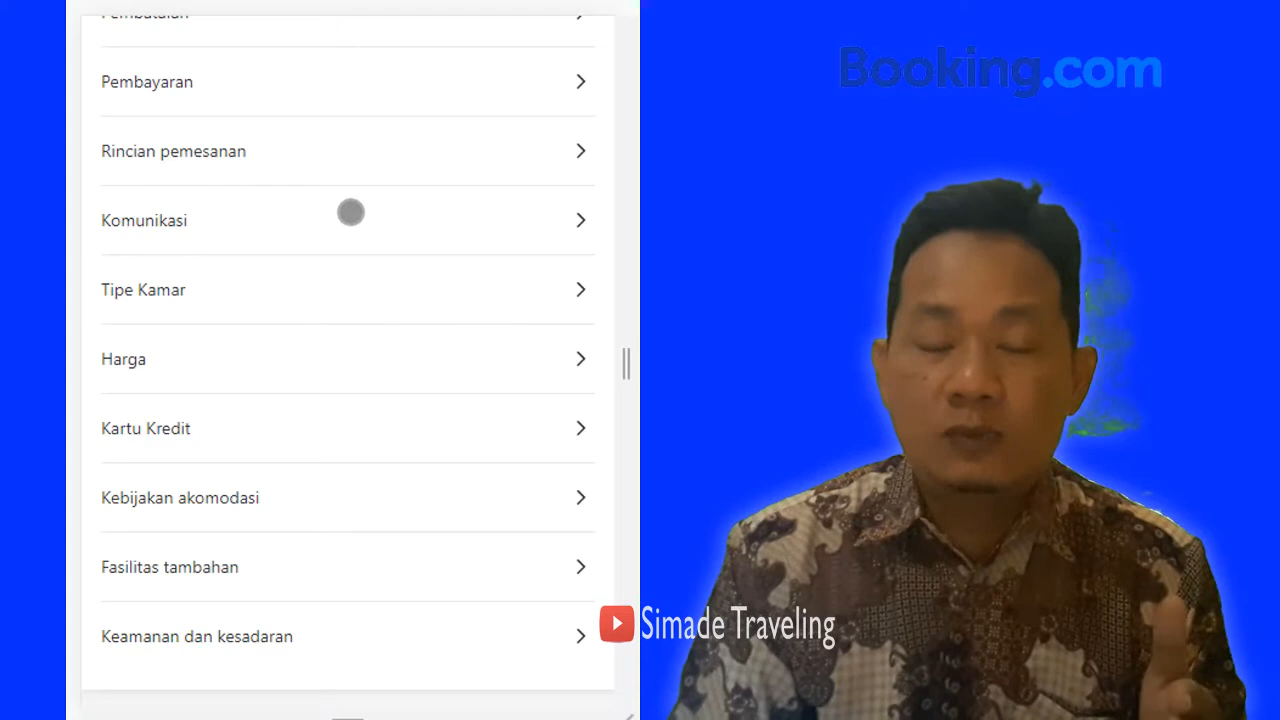 Pembatalan
Pembayaran
Rincian pemesanan
Komunikasi
Tipe Kamar
Harga
Kartu Kredit
Kebijakan akomodasi
Fasilitas tambahan
Keamanan dan kesadaran
Booking.com
Simade Traveling